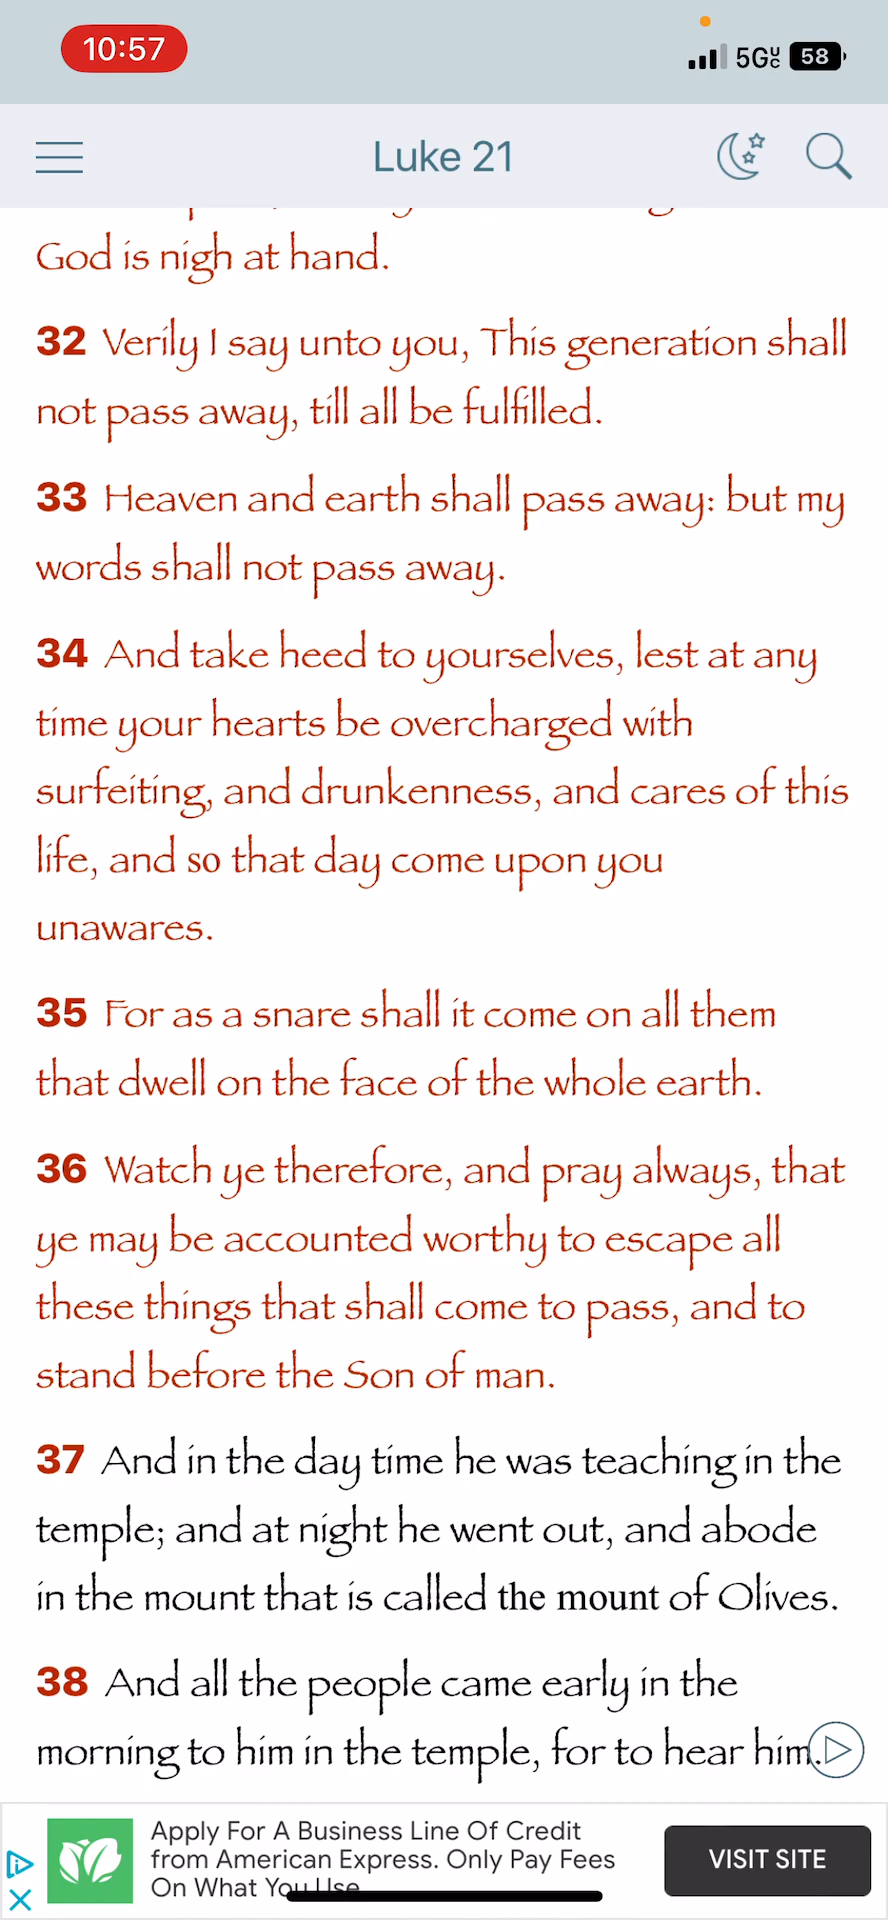 10:57
5G UC 58
Luke 21
God is nigh at hand.
32 Verily I say unto you, This generation shall
not pass away, till all be fulfilled.
33 Heaven and earth shall pass away: but my
words shall not pass away.
34 And take heed to yourselves, lest at any
time your hearts be overcharged with
surfeiting, and drunkenness, and cares of this
life, and so that day come upon you
unawares.
35 For as a snare shall it come on all them
that dwell on the face of the whole earth.
36 Watch ye therefore, and pray always, that
ye may be accounted worthy to escape all
these things that shall come to pass, and to
stand before the Son of man.
37 And in the day time he was teaching in the
temple; and at night he went out, and abode
in the mount that is called the mount of Olives.
38 And all the people came early in the
morning to him in the temple, for to hear him.
Apply For A Business Line Of Credit
from American Express. Only Pay Fees
On What You Use
VISIT SITE